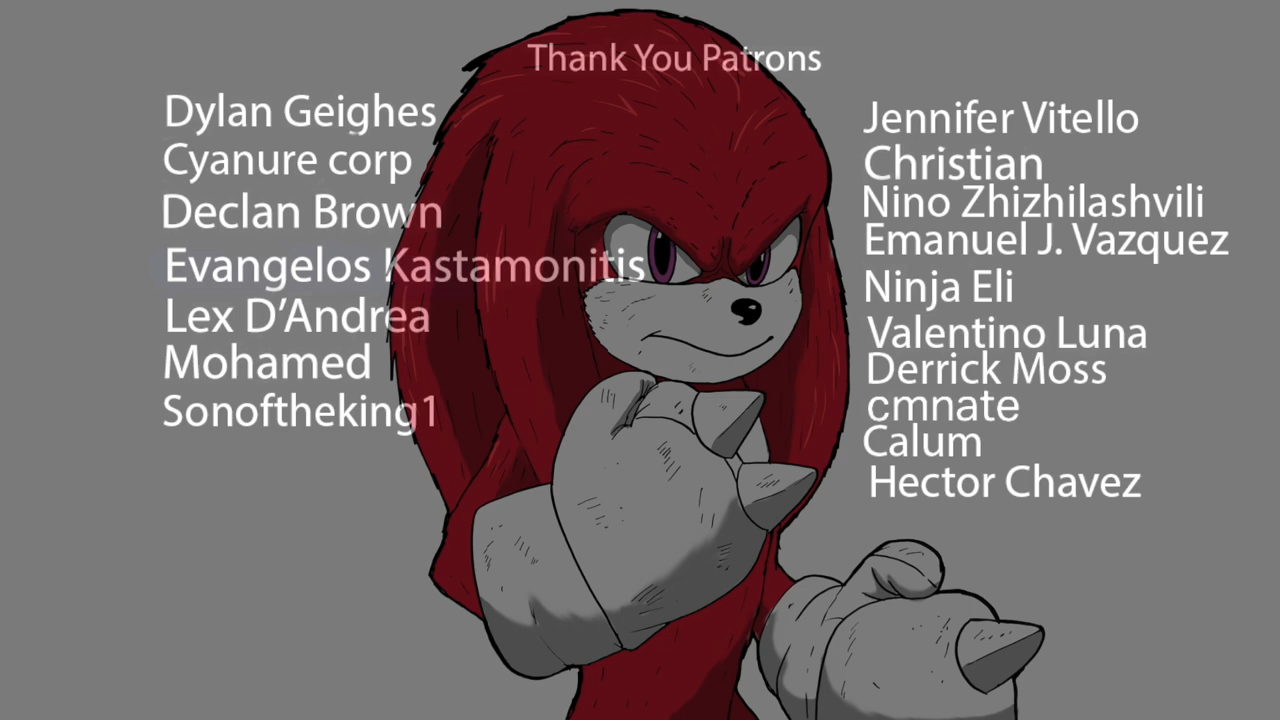 Thank You Patrons
Dylan Geighes
Cyanure corp
Declan Brown
Evangelos Kastamonitis
Lex D’Andrea
Mohamed
Sonoftheking1
Jennifer Vitello
Christian
Nino Zhizhilashvili
Emanuel J. Vazquez
Ninja Eli
Valentino Luna
Derrick Moss
cmnate
Calum
Hector Chavez